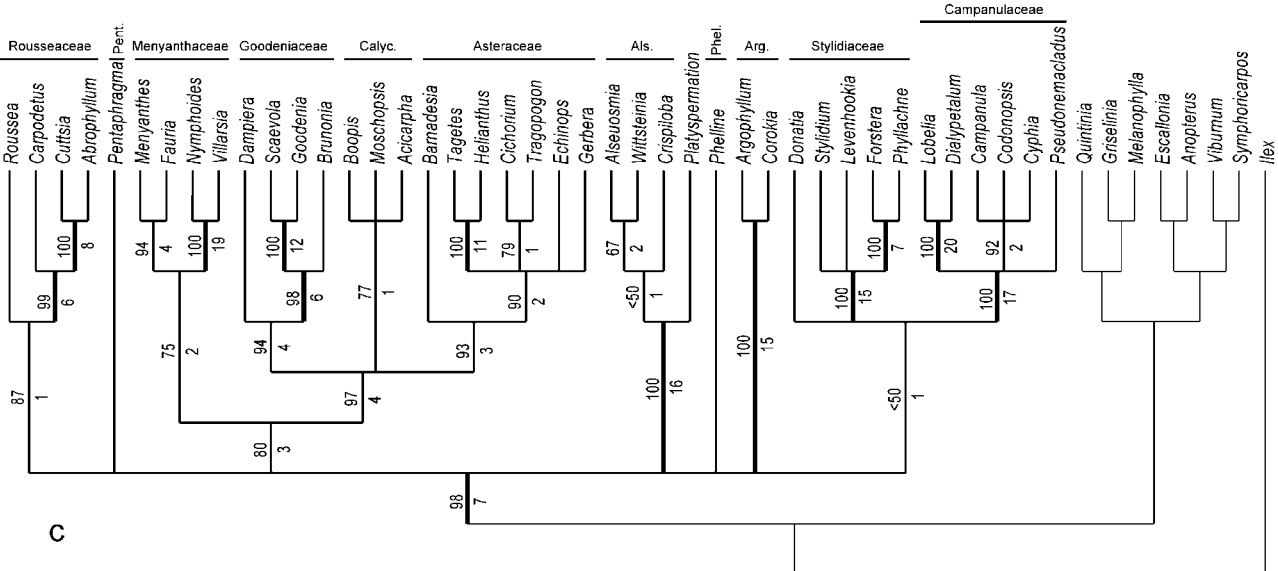 Campanulaceae
Rousseaceae
Pent.
Menyanthaceae
Goodeniaceae
Calyc.
Asteraceae
Als.
Phel.
Arg.
Stylidiaceae
Roussea
Carpodetus
Cuttsia
Abrophyllum
Pentaphragma
Menyanthes
Fauria
Nymphoides
Villarsia
Dampiera
Scaevola
Goodenia
Brunonia
Boopis
Moschopsis
Acicarpha
Barnadesia
Tagetes
Helianthus
Cichorium
Tragopogon
Echinops
Gerbera
Alseuosmia
Wittsteinia
Crispiloba
Platyspermation
Phelline
Argophyllum
Corokia
Donatia
Stylidium
Levenhookia
Forstera
Phyllachne
Lobelia
Dialypetalum
Campanula
Codonopsis
Cyphia
Pseudonemacladus
Quintinia
Griselinia
Melanophylla
Escallonia
Anopterus
Viburnum
Symphoricarpos
Ilex
100 8
94 4
100 19
100 12
100 11
79 1
67 2
100 7
100 20
92 2
99 6
98 6
77 1
90 2
<50 1
100 15
100 17
75 2
94 4
93 3
100 15
87 1
97 4
100 16
<50 1
80 3
98 7
C